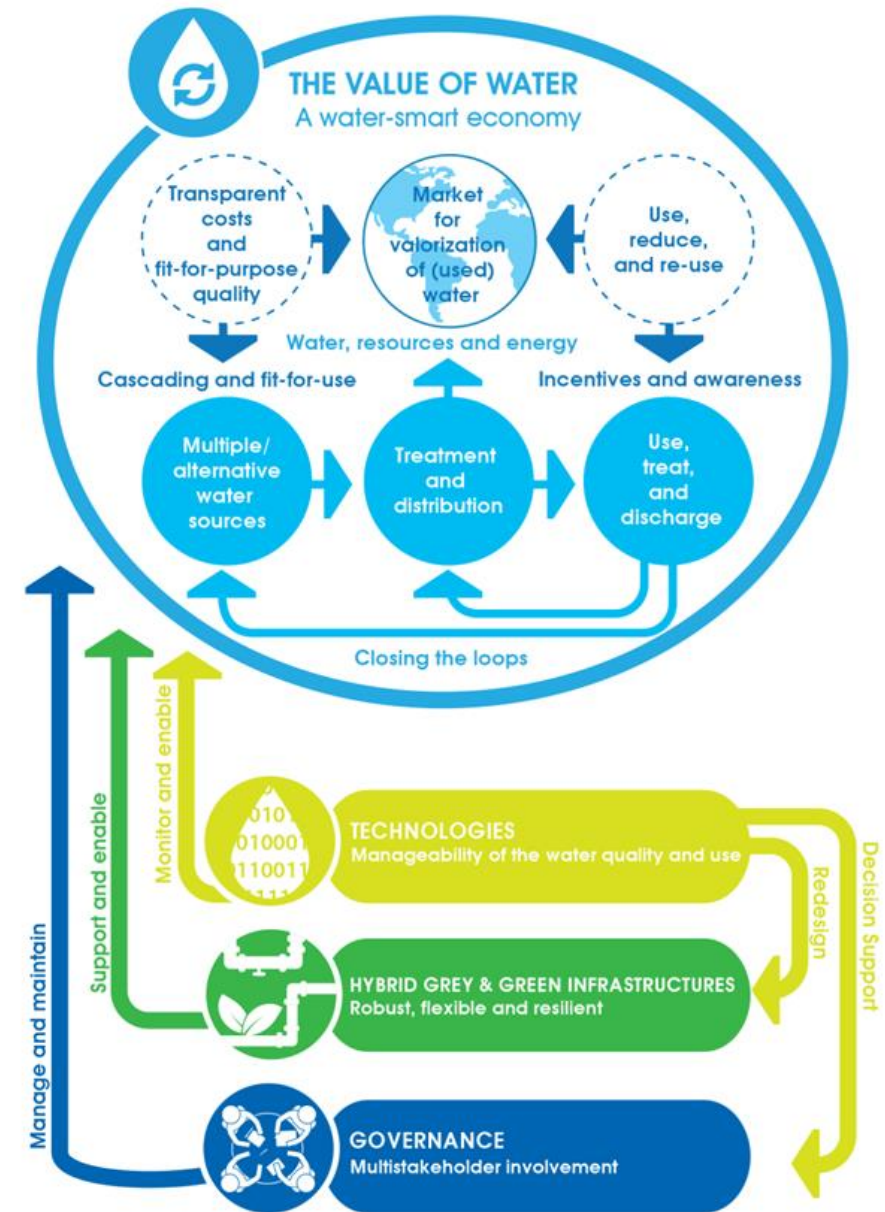 THE VALUE OF WATER
A water-smart economy
Transparent
costs
and
fit-for-purpose
quality
Market
for
valorization
of (used)
water
Use,
reduce,
and re-use
Water, resources and energy
Cascading and fit-for-use
Incentives and awareness
Multiple/
alternative
water
sources
Treatment
and
distribution
Use,
treat,
and
discharge
Closing the loops
Manage and maintain
Support and enable
Monitor and enable
TECHNOLOGIES
Manageability of the water quality and use
Redesign
Decision Support
HYBRID GREY & GREEN INFRASTRUCTURES
Robust, flexible and resilient
GOVERNANCE
Multistakeholder involvement